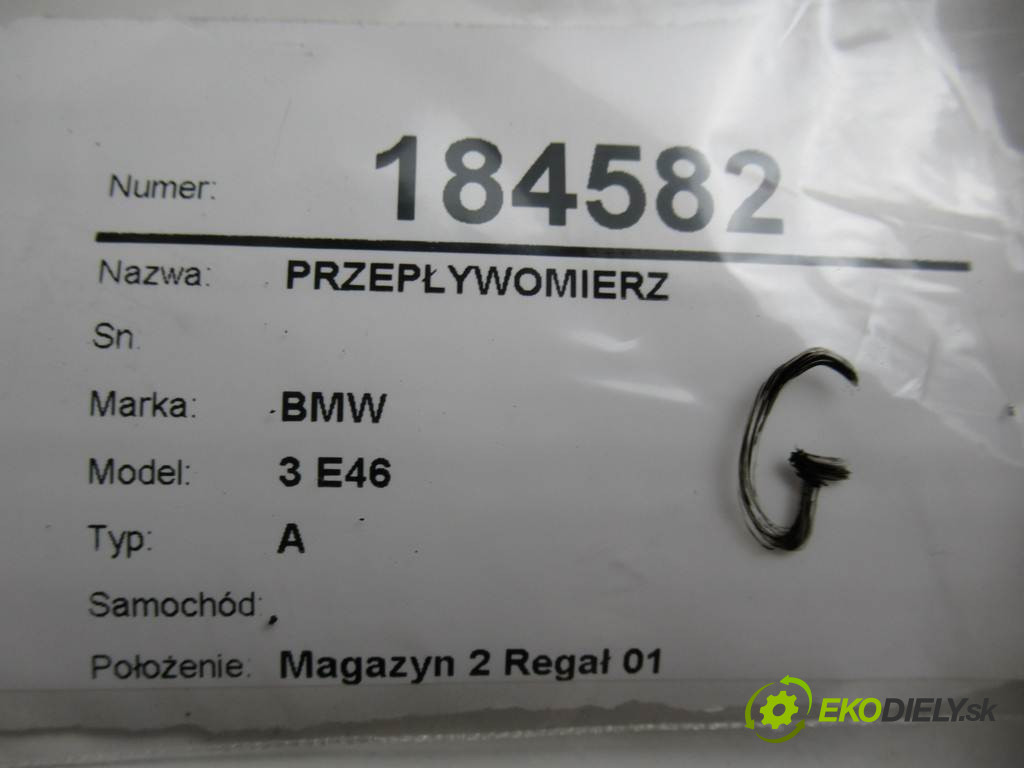 Numer: 184582
Nazwa: PRZEPŁYWOMIERZ
Sn.
Marka: BMW
Model: 3 E46
Typ: A
Samochód:
Położenie: Magazyn 2 Regał 01
G
EKODIELY.sk